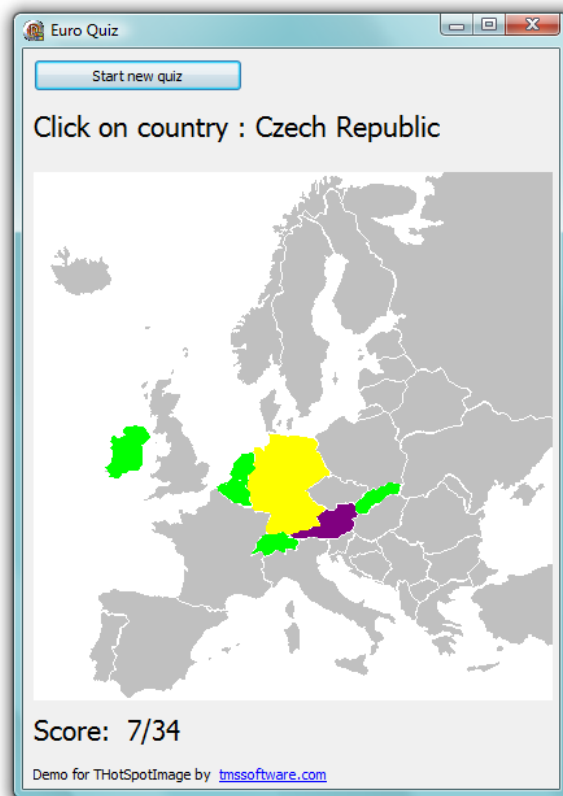 Euro Quiz
Start new quiz
Click on country : Czech Republic
Score: 7/34
Demo for THotSpotImage by tmssoftware.com